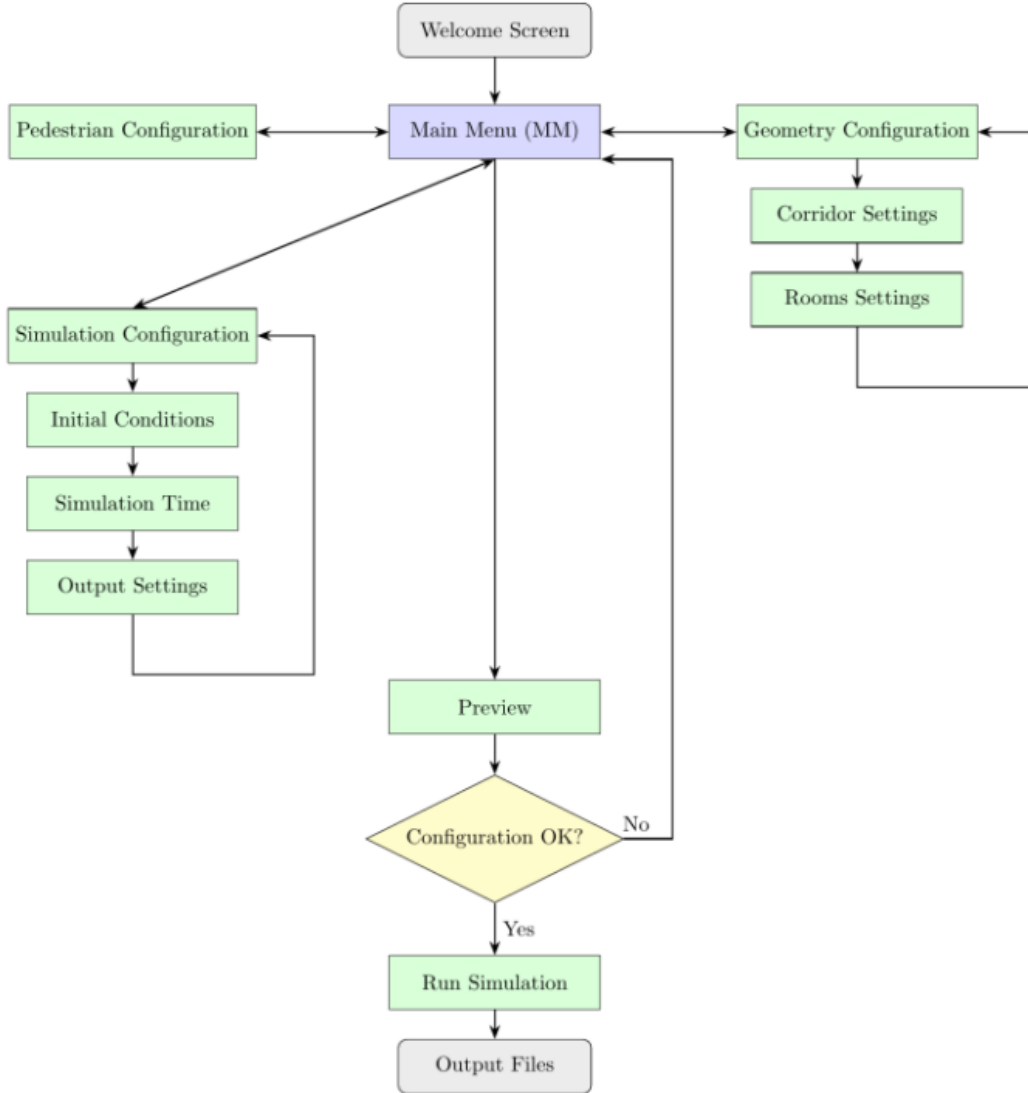 Welcome Screen
Pedestrian Configuration
Main Menu (MM)
Geometry Configuration
Corridor Settings
Rooms Settings
Simulation Configuration
Initial Conditions
Simulation Time
Output Settings
Preview
Configuration OK?
No
Yes
Run Simulation
Output Files